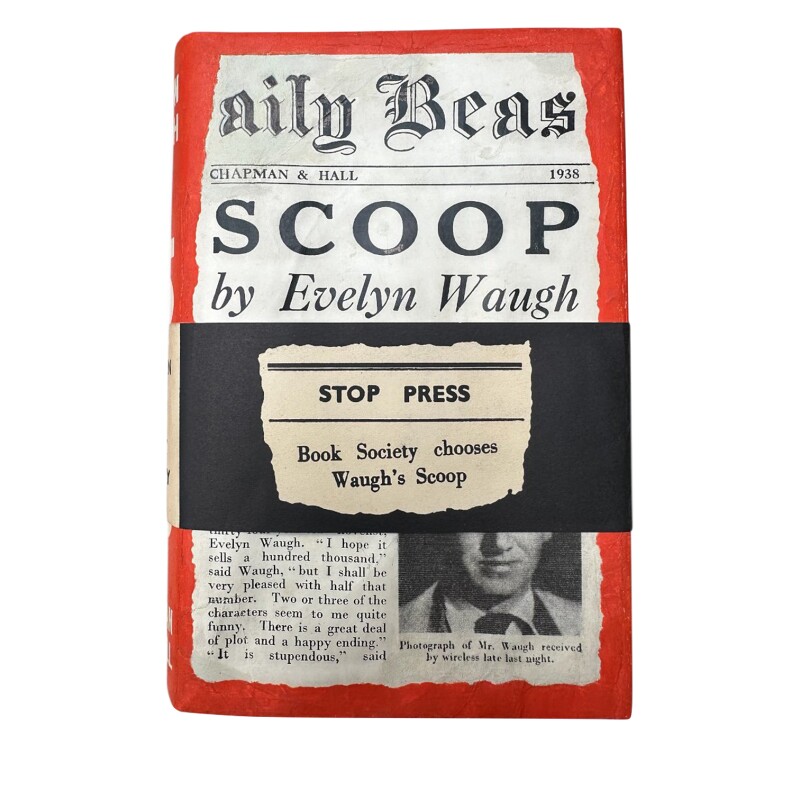 aily Beas
CHAPMAN & HALL 1938
SCOOP
by Evelyn Waugh
STOP PRESS
Book Society chooses
Waugh's Scoop
Evelyn Waugh. "I hope it
sells a hundred thousand."
said Waugh, "but I shall be
very pleased with half that
number. Two or three of the
characters seem to me quite
funny. There is a great deal
of plot and a happy ending."
"It is stupendous," said
Photograph of Mr. Waugh received
by wireless late last night.